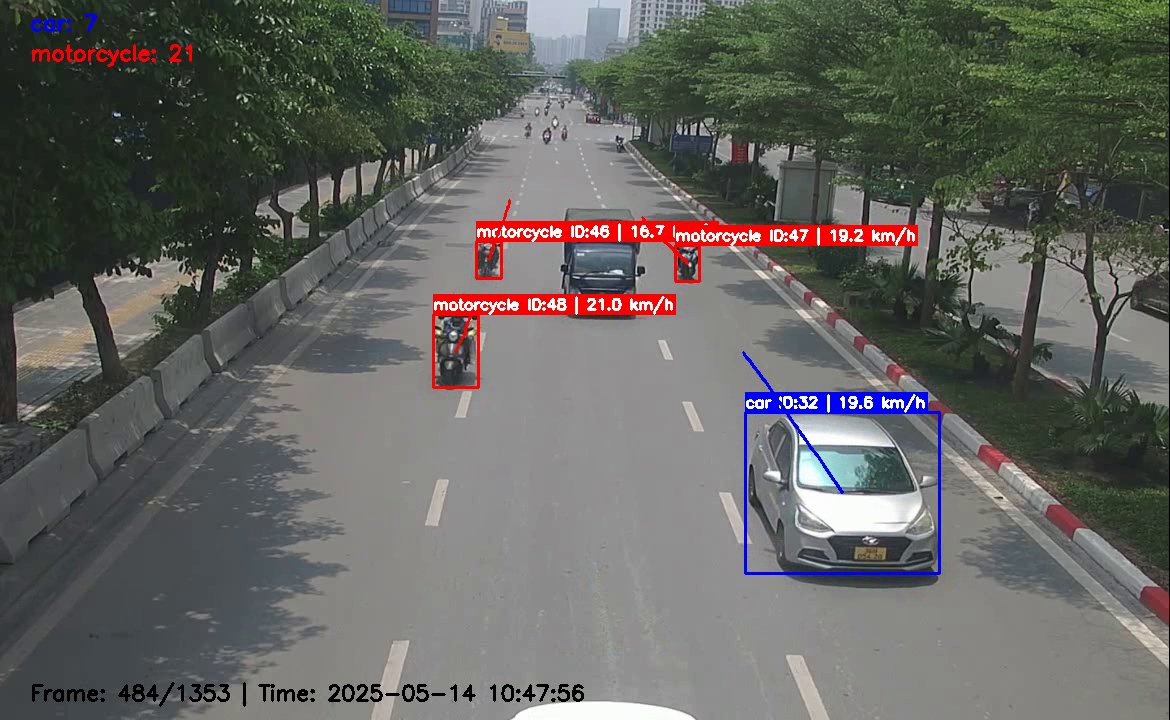 car: 7
motorcycle: 21
motorcycle ID:46 | 16.7
motorcycle ID:47 | 19.2 km/h
motorcycle ID:48 | 21.0 km/h
car ID:32 | 19.6 km/h
Frame: 484/1353 | Time: 2025-05-14 10:47:56